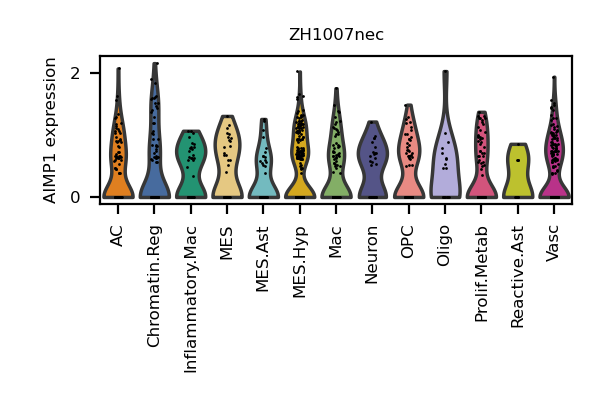 ZH1007nec
AIMP1 expression
2
0
AC
Chromatin.Reg
Inflammatory.Mac
MES
MES.Ast
MES.Hyp
Mac
Neuron
OPC
Oligo
Prolif.Metab
Reactive.Ast
Vasc